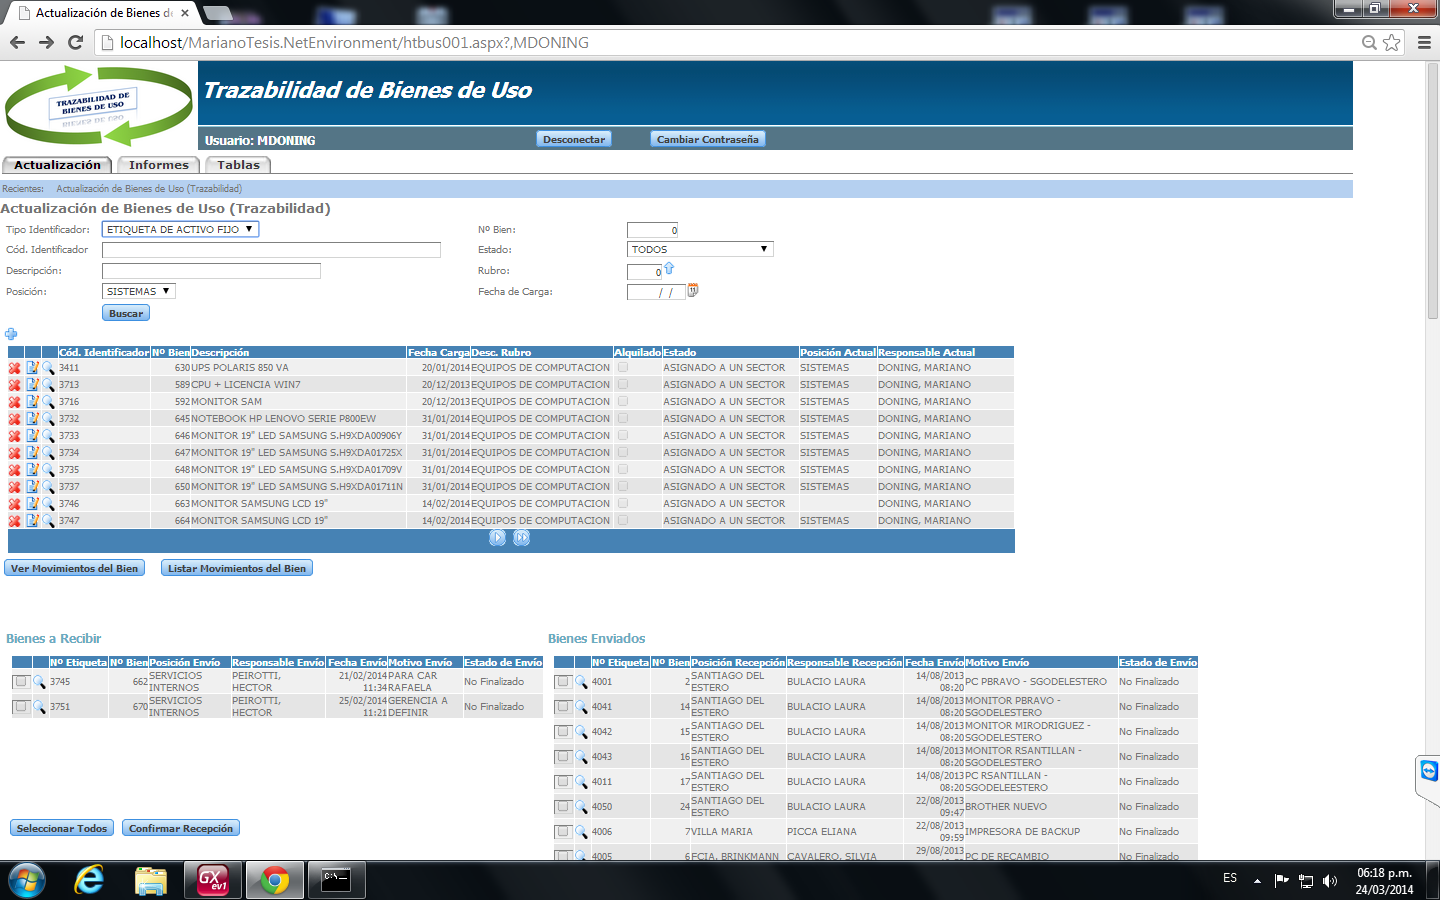 Actualización de Bienes de
localhost/MarianoTesis.NetEnvironment/htbus001.aspx?,MDONING
TRAZABILIDAD DE
BIENES DE USO
Trazabilidad de Bienes de Uso
Usuario: MDONING
Desconectar
Cambiar Contraseña
Actualización
Informes
Tablas
Recientes: Actualización de Bienes de Uso (Trazabilidad)
Actualización de Bienes de Uso (Trazabilidad)
Tipo Identificador: ETIQUETA DE ACTIVO FIJO Nº Bien: 0
Cód. Identificador Estado: TODOS
Descripción: Rubro: 0
Posición: SISTEMAS Fecha de Carga: / /
Buscar
Cód. Identificador Nº Bien Descripción Fecha Carga Desc. Rubro Alquilado Estado Posición Actual Responsable Actual
3411 630 UPS POLARIS 850 VA 20/01/2014 EQUIPOS DE COMPUTACION ASIGNADO A UN SECTOR SISTEMAS DONING, MARIANO
3713 589 CPU + LICENCIA WIN7 20/12/2013 EQUIPOS DE COMPUTACION ASIGNADO A UN SECTOR SISTEMAS DONING, MARIANO
3716 592 MONITOR SAM 20/12/2013 EQUIPOS DE COMPUTACION ASIGNADO A UN SECTOR SISTEMAS DONING, MARIANO
3732 645 NOTEBOOK HP LENOVO SERIE P800EW 31/01/2014 EQUIPOS DE COMPUTACION ASIGNADO A UN SECTOR SISTEMAS DONING, MARIANO
3733 646 MONITOR 19" LED SAMSUNG S.H9XDA00906Y 31/01/2014 EQUIPOS DE COMPUTACION ASIGNADO A UN SECTOR SISTEMAS DONING, MARIANO
3734 647 MONITOR 19" LED SAMSUNG S.H9XDA01725X 31/01/2014 EQUIPOS DE COMPUTACION ASIGNADO A UN SECTOR SISTEMAS DONING, MARIANO
3735 648 MONITOR 19" LED SAMSUNG S.H9XDA01709V 31/01/2014 EQUIPOS DE COMPUTACION ASIGNADO A UN SECTOR SISTEMAS DONING, MARIANO
3737 650 MONITOR 19" LED SAMSUNG S.H9XDA01711N 31/01/2014 EQUIPOS DE COMPUTACION ASIGNADO A UN SECTOR SISTEMAS DONING, MARIANO
3746 663 MONITOR SAMSUNG LCD 19" 14/02/2014 EQUIPOS DE COMPUTACION ASIGNADO A UN SECTOR DONING, MARIANO
3747 664 MONITOR SAMSUNG LCD 19" 14/02/2014 EQUIPOS DE COMPUTACION ASIGNADO A UN SECTOR SISTEMAS DONING, MARIANO
Ver Movimientos del Bien
Listar Movimientos del Bien
Bienes a Recibir
Nº Etiqueta Nº Bien Posición Envío Responsable Envío Fecha Envío Motivo Envío Estado de Envío
3745 662 SERVICIOS INTERNOS PEIROTTI, HECTOR 21/02/2014 11:34 PARA CAR RAFAELA No Finalizado
3751 670 SERVICIOS INTERNOS PEIROTTI, HECTOR 25/02/2014 11:21 GERENCIA A DEFINIR No Finalizado
Seleccionar Todos
Confirmar Recepción
Bienes Enviados
Nº Etiqueta Nº Bien Posición Recepción Responsable Recepción Fecha Envío Motivo Envío Estado de Envío
4001 2 SANTIAGO DEL ESTERO BULACIO LAURA 14/08/2013 08:20 PC PBRAVO - SGODELESTERO No Finalizado
4041 14 SANTIAGO DEL ESTERO BULACIO LAURA 14/08/2013 08:20 MONITOR PBRAVO - SGODELESTERO No Finalizado
4042 15 SANTIAGO DEL ESTERO BULACIO LAURA 14/08/2013 08:20 MONITOR MIRODRIGUEZ - SGODELESTERO No Finalizado
4043 16 SANTIAGO DEL ESTERO BULACIO LAURA 14/08/2013 08:20 MONITOR RSANTILLAN - SGODELESTERO No Finalizado
4011 17 SANTIAGO DEL ESTERO BULACIO LAURA 14/08/2013 08:20 PC RSANTILLAN - SGODELEESTERO No Finalizado
4050 24 SANTIAGO DEL ESTERO BULACIO LAURA 22/08/2013 09:47 BROTHER NUEVO No Finalizado
4006 7 VILLA MARIA PICCA ELIANA 22/08/2013 09:59 IMPRESORA DE BACKUP No Finalizado
4005 6 FCIA. BRINKMANN CAVALERO, SILVIA 29/08/2013 PC DE RECAMBIO No Finalizado
GX
ev1
C:\.
ES
06:18 p.m.
24/03/2014